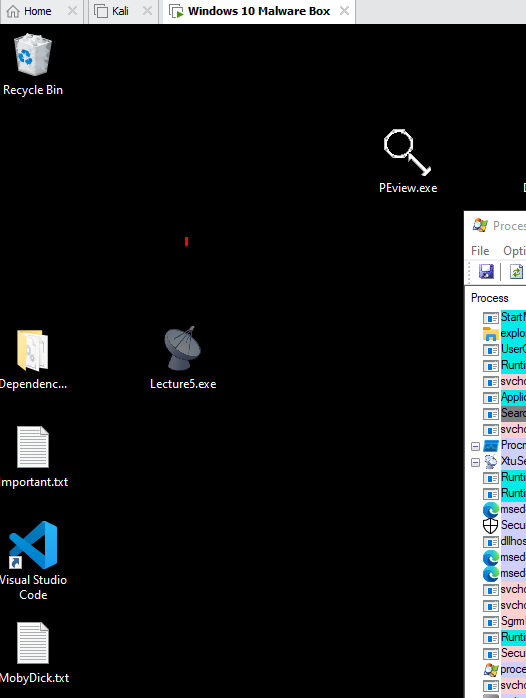 Home
Kali
Windows 10 Malware Box
Recycle Bin
PEview.exe
Proce
File Opti
Process
StartM
explo
UserO
Runti
svcho
Applic
Searc
svcho
Procm
XtuSe
Runti
Runti
msed
Secu
dllhos
msed
msed
svcho
svcho
Sgrm
Runti
Secu
proce
svcho
Dependenc...
Lecture5.exe
Important.txt
Visual Studio
Code
MobyDick.txt